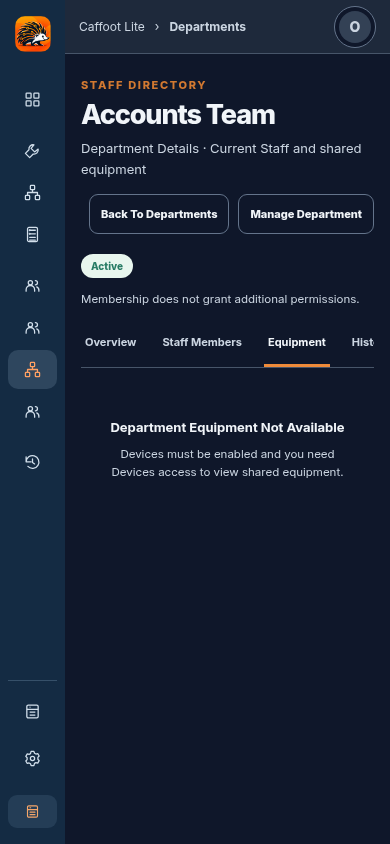 Caffoot Lite › Departments
O
STAFF DIRECTORY
Accounts Team
Department Details · Current Staff and shared
equipment
Back To Departments
Manage Department
Active
Membership does not grant additional permissions.
Overview Staff Members Equipment Histo
Department Equipment Not Available
Devices must be enabled and you need
Devices access to view shared equipment.